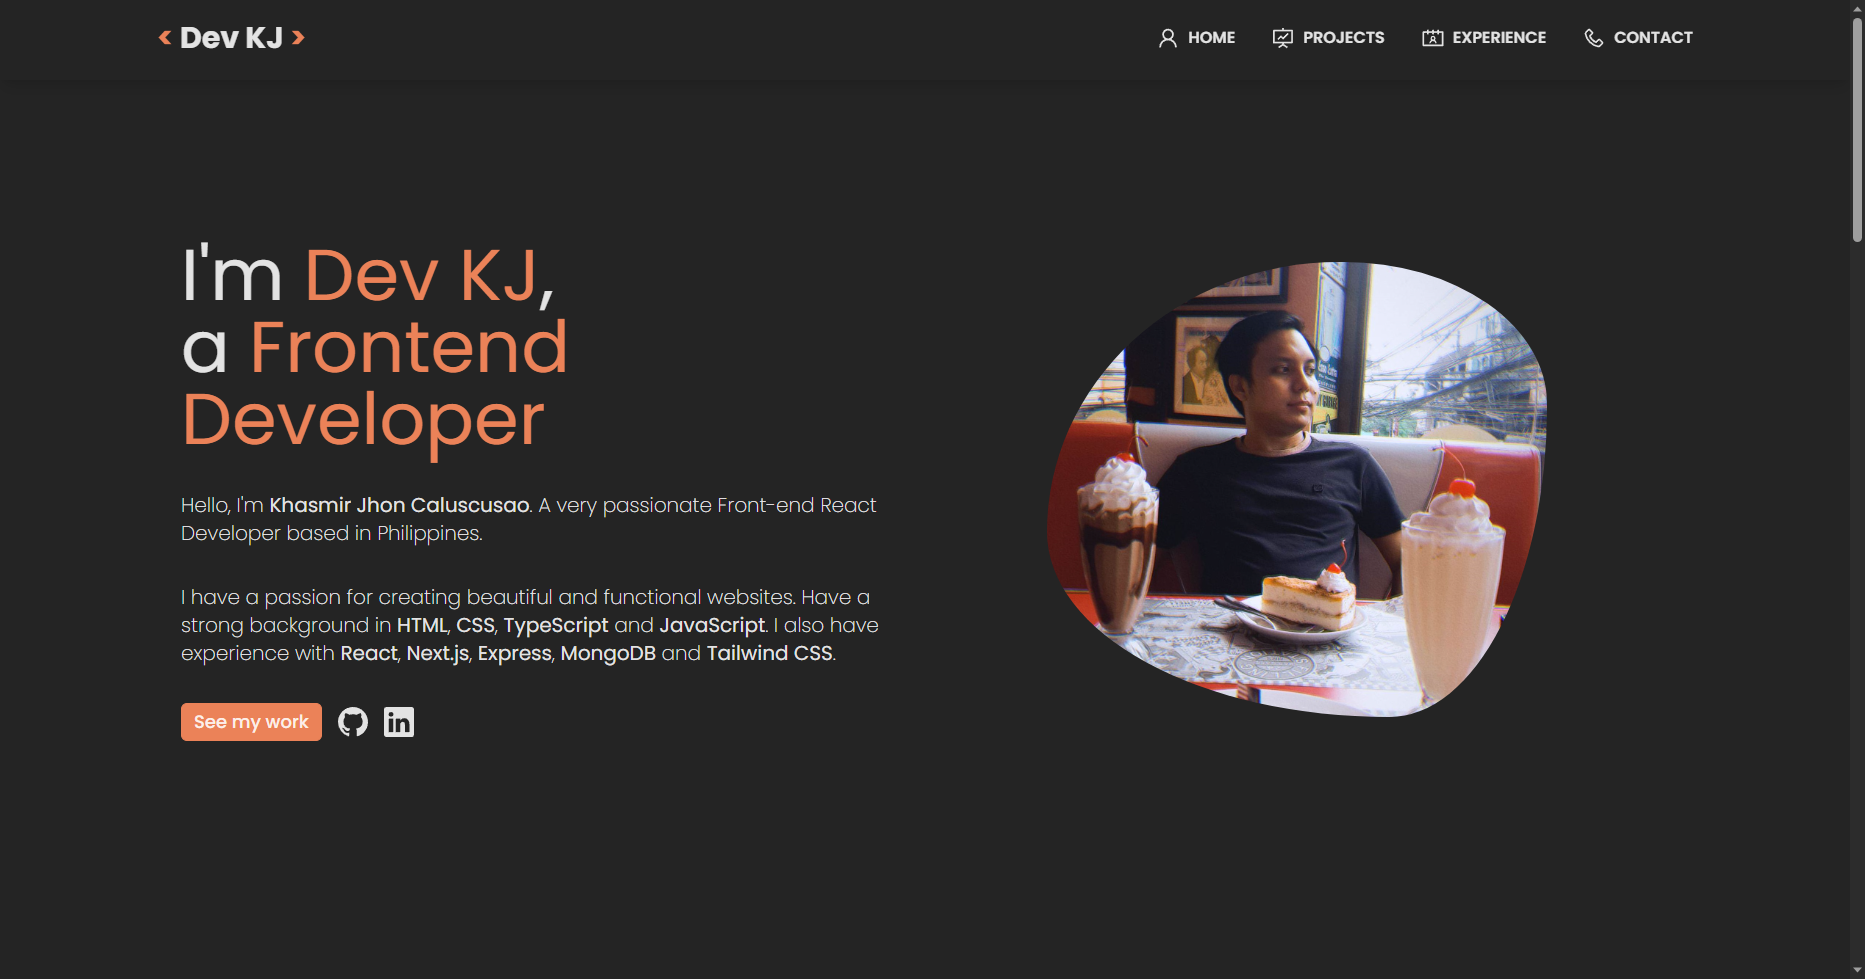 < Dev KJ >
HOME PROJECTS EXPERIENCE CONTACT
I'm Dev KJ,
a Frontend
Developer
Hello, I'm Khasmir Jhon Caluscusao. A very passionate Front-end React
Developer based in Philippines.
I have a passion for creating beautiful and functional websites. Have a
strong background in HTML, CSS, TypeScript and JavaScript. I also have
experience with React, Next.js, Express, MongoDB and Tailwind CSS.
See my work
in